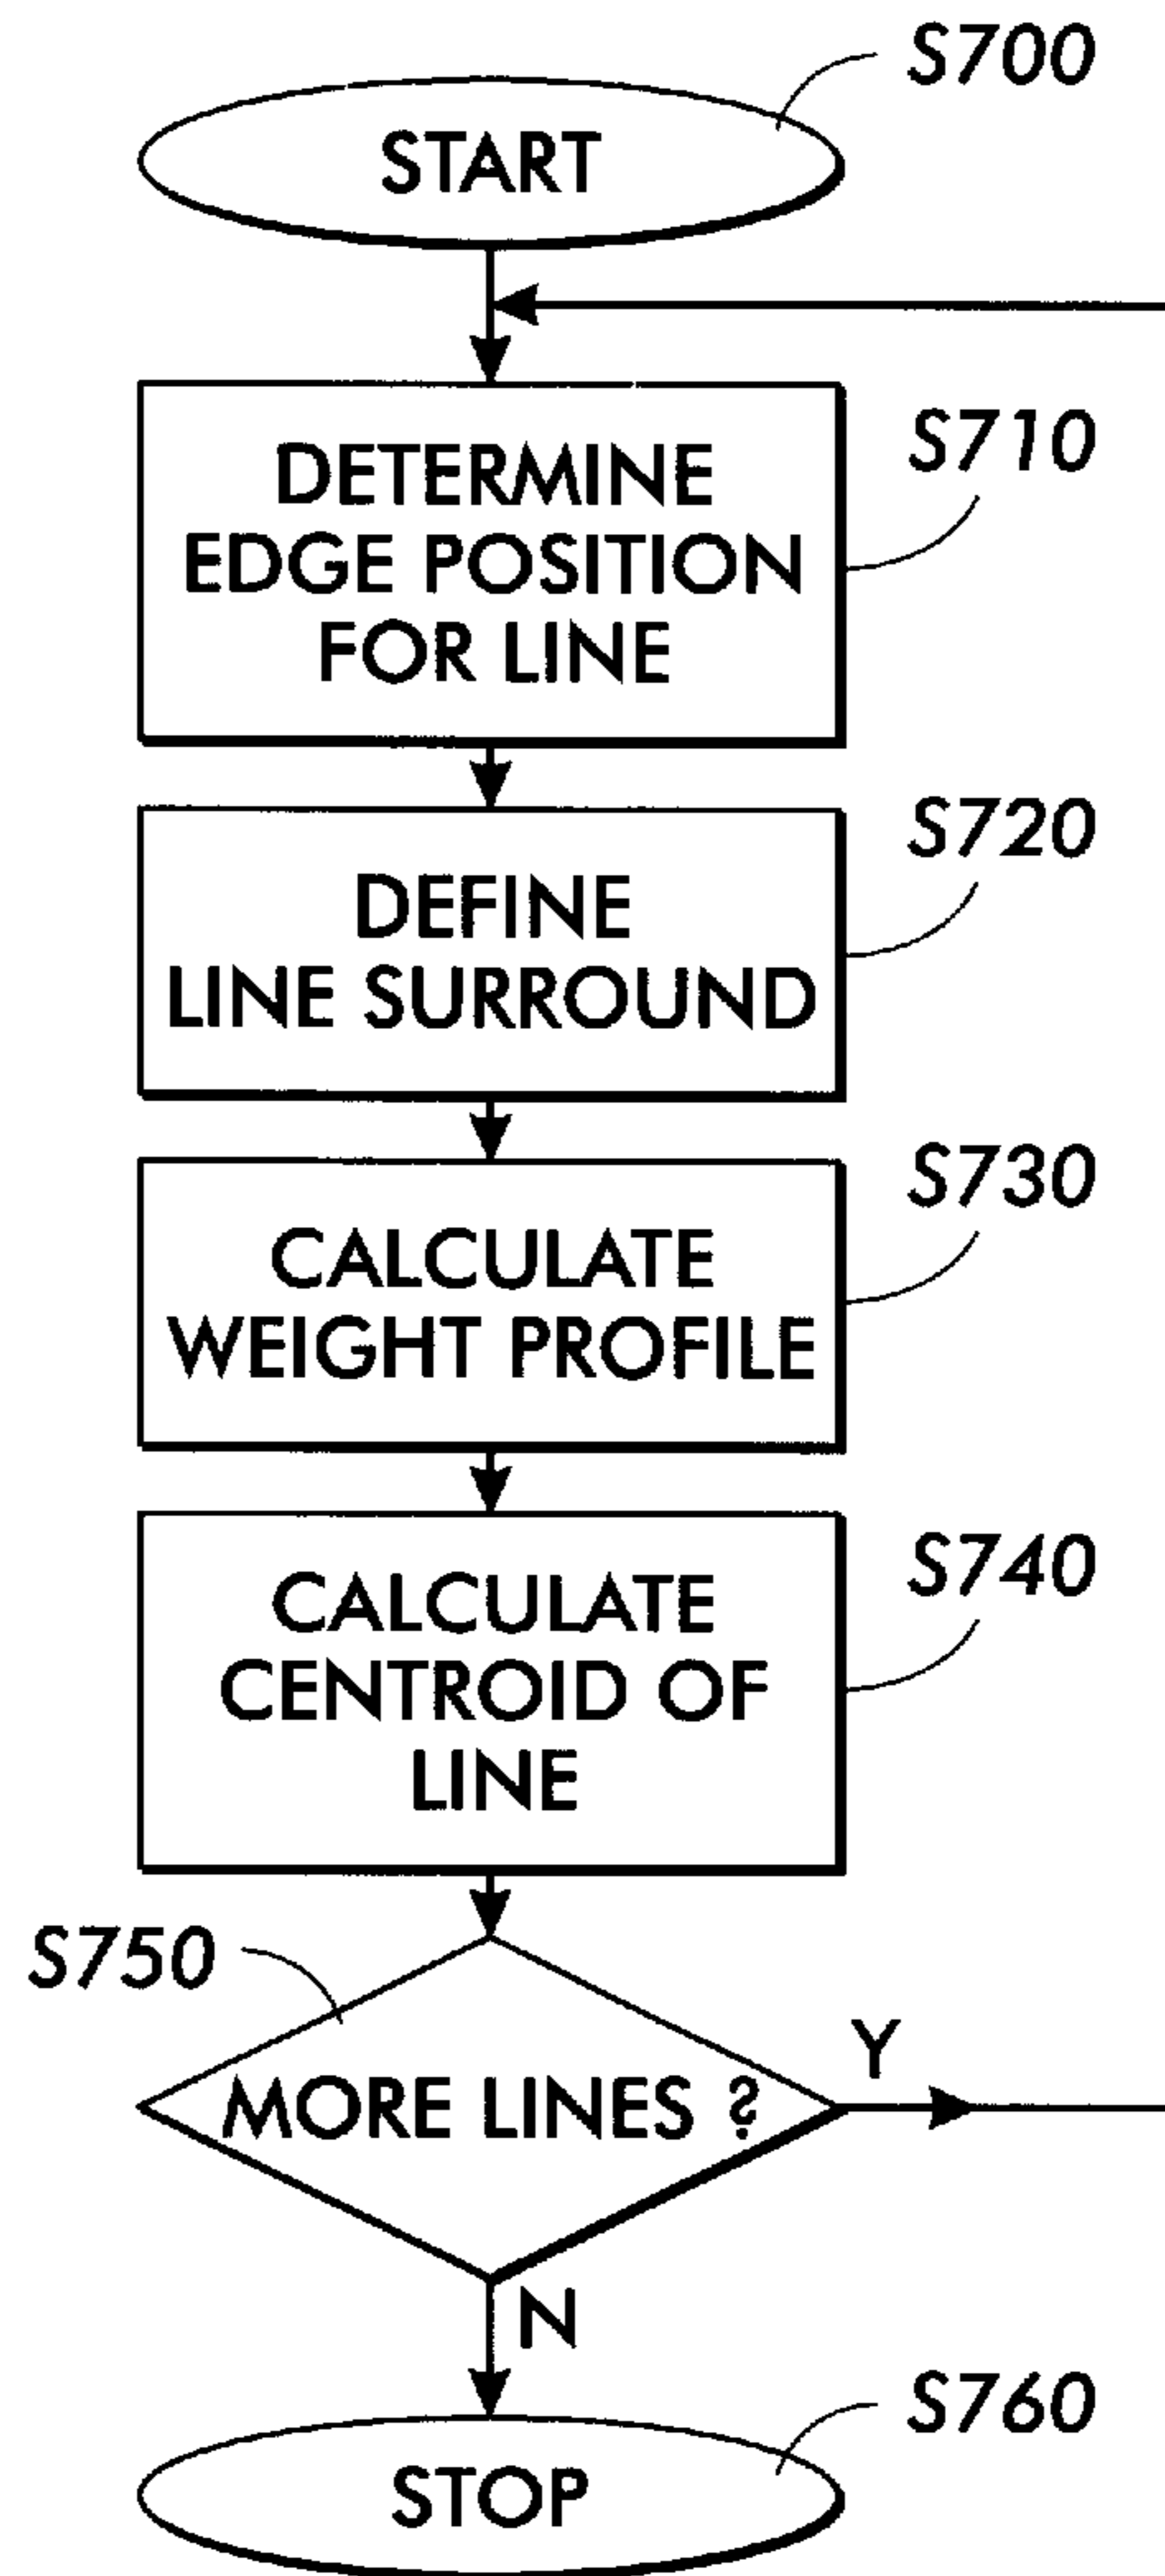 S700
START
S710
DETERMINE
EDGE POSITION
FOR LINE
S720
DEFINE
LINE SURROUND
S730
CALCULATE
WEIGHT PROFILE
S740
CALCULATE
CENTROID OF
LINE
S750
MORE LINES ?
Y
N
S760
STOP